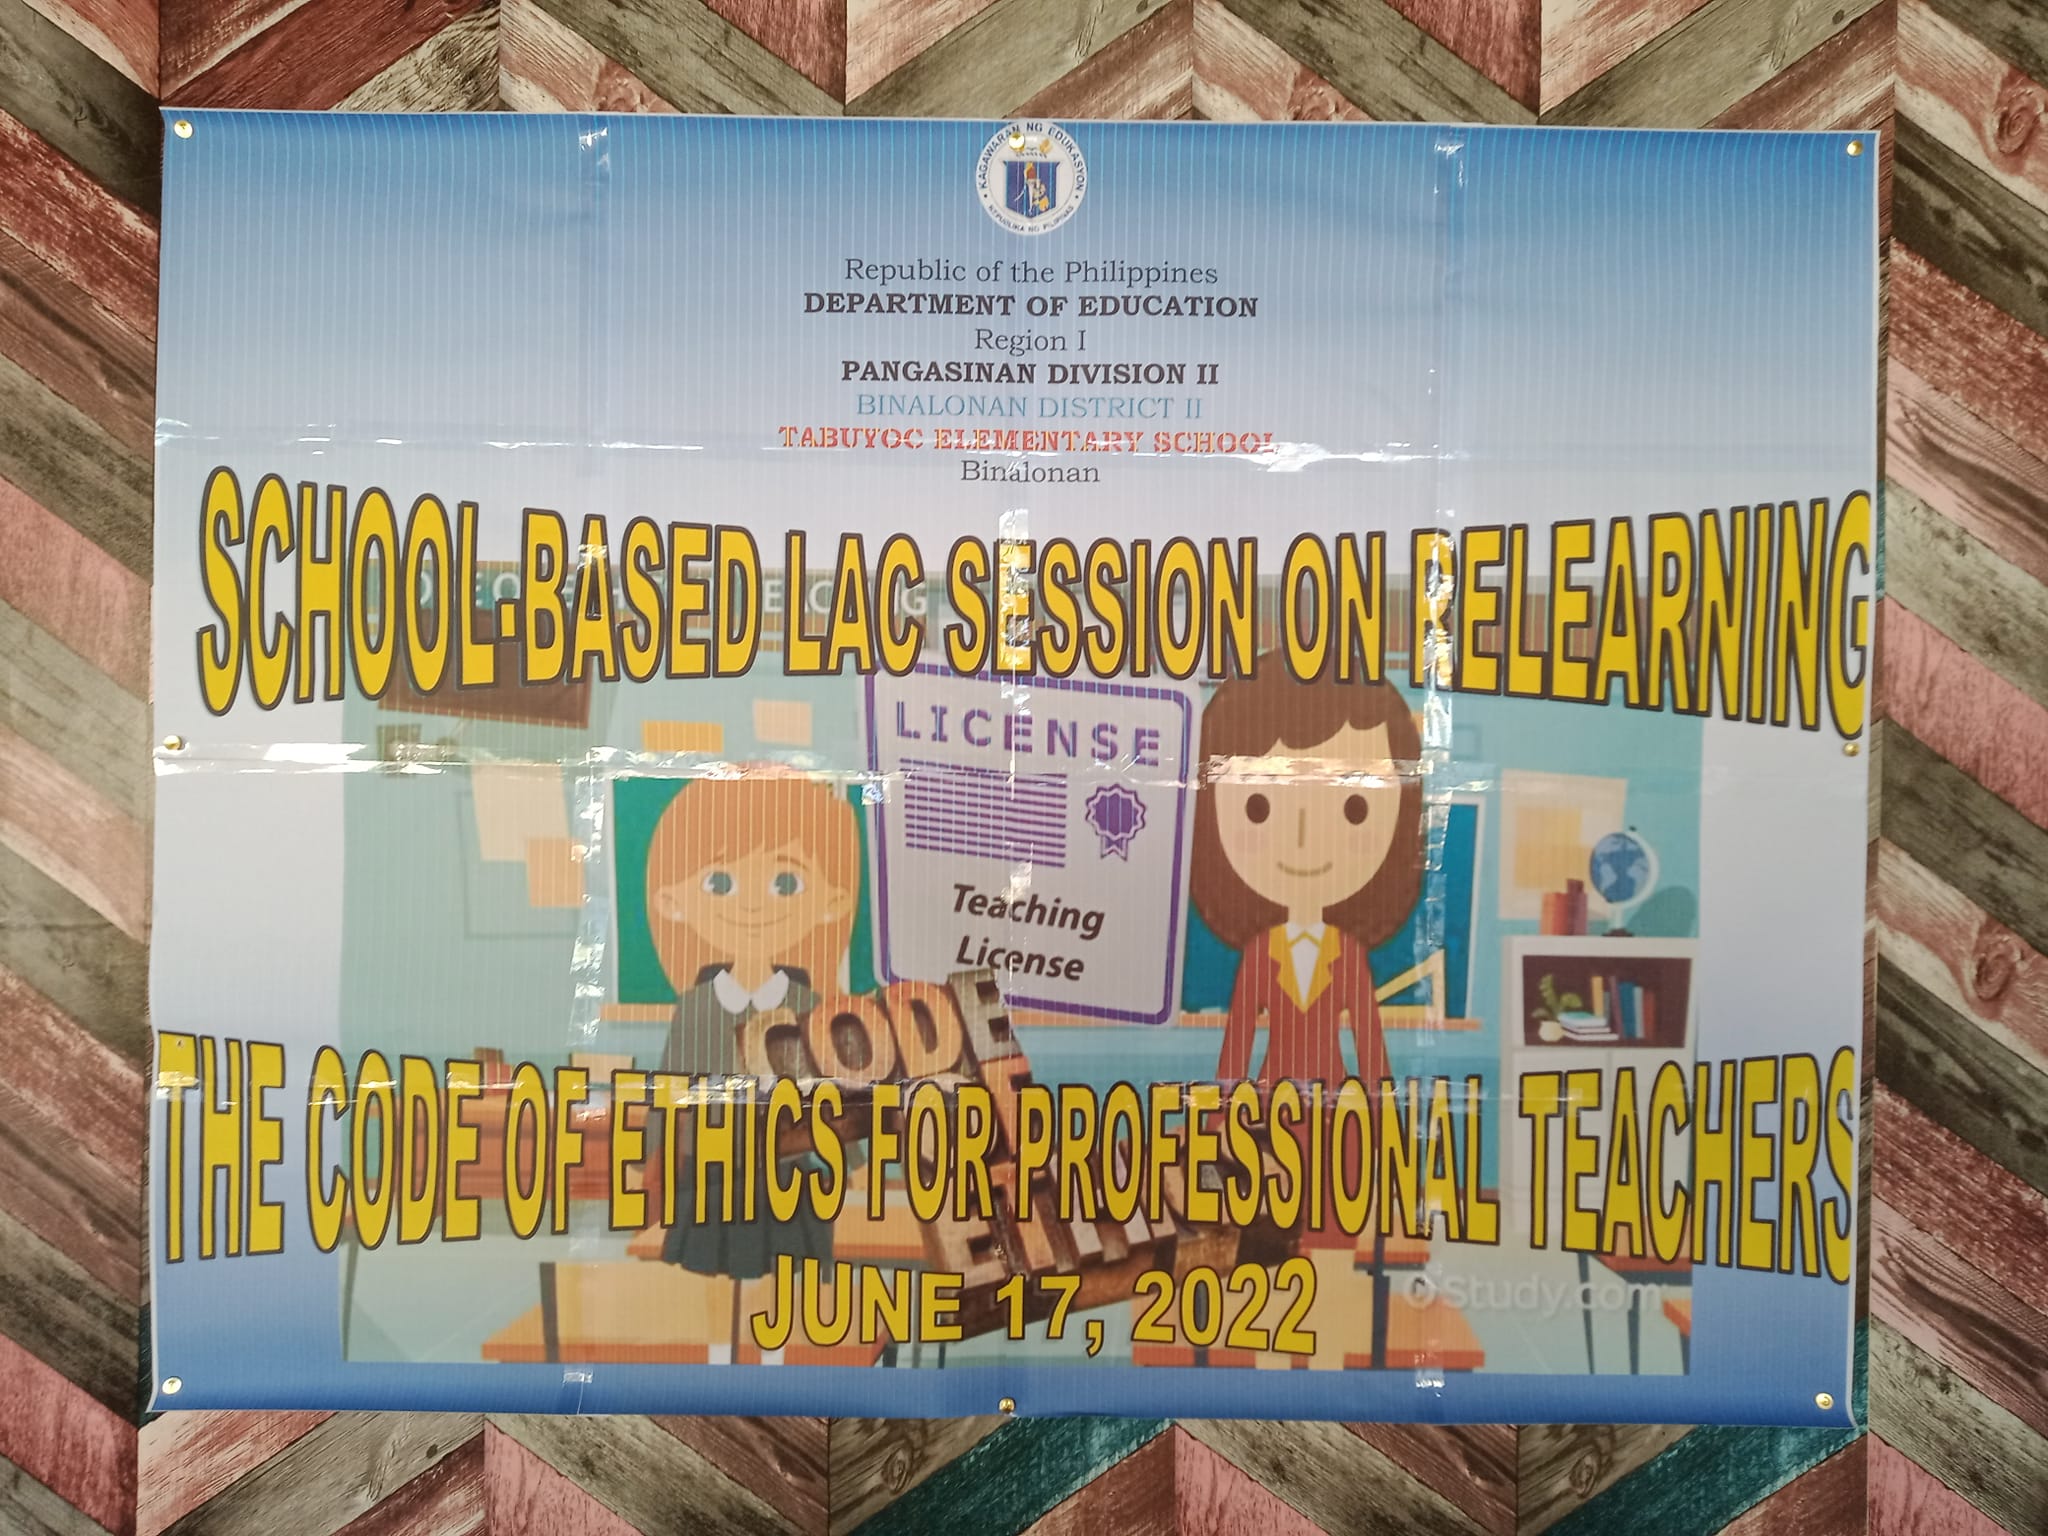 KAGAWARAN NG EDUKASYON
REPUBLIKA NG PILIPINAS
Republic of the Philippines
DEPARTMENT OF EDUCATION
Region I
PANGASINAN DIVISION II
BINALONAN DISTRICT II
TABUYOC ELEMENTARY SCHOOL
Binalonan
SCHOOL-BASED LAC SESSION ON RELEARNING
LICENSE
Teaching
License
CODE
THE CODE OF ETHICS FOR PROFESSIONAL TEACHERS
JUNE 17, 2022
Study.com